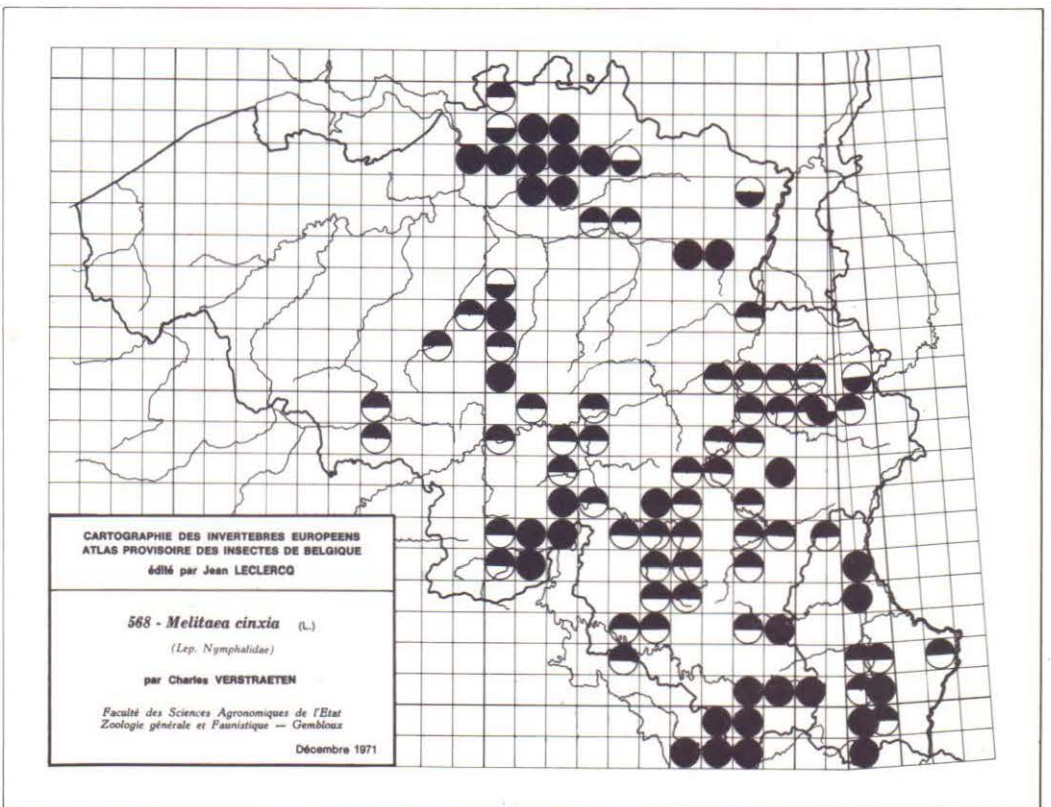 CARTOGRAPHIE DES INVERTEBRES EUROPEENS
ATLAS PROVISOIRE DES INSECTES DE BELGIQUE
édité par Jean LECLERCQ
568 - Melitaea cinxia (L.)
(Lep. Nymphalidae)
par Charles VERSTRAETEN
Faculté des Sciences Agronomiques de l'Etat
Zoologie générale et Faunistique — Gembloux
Décembre 1971